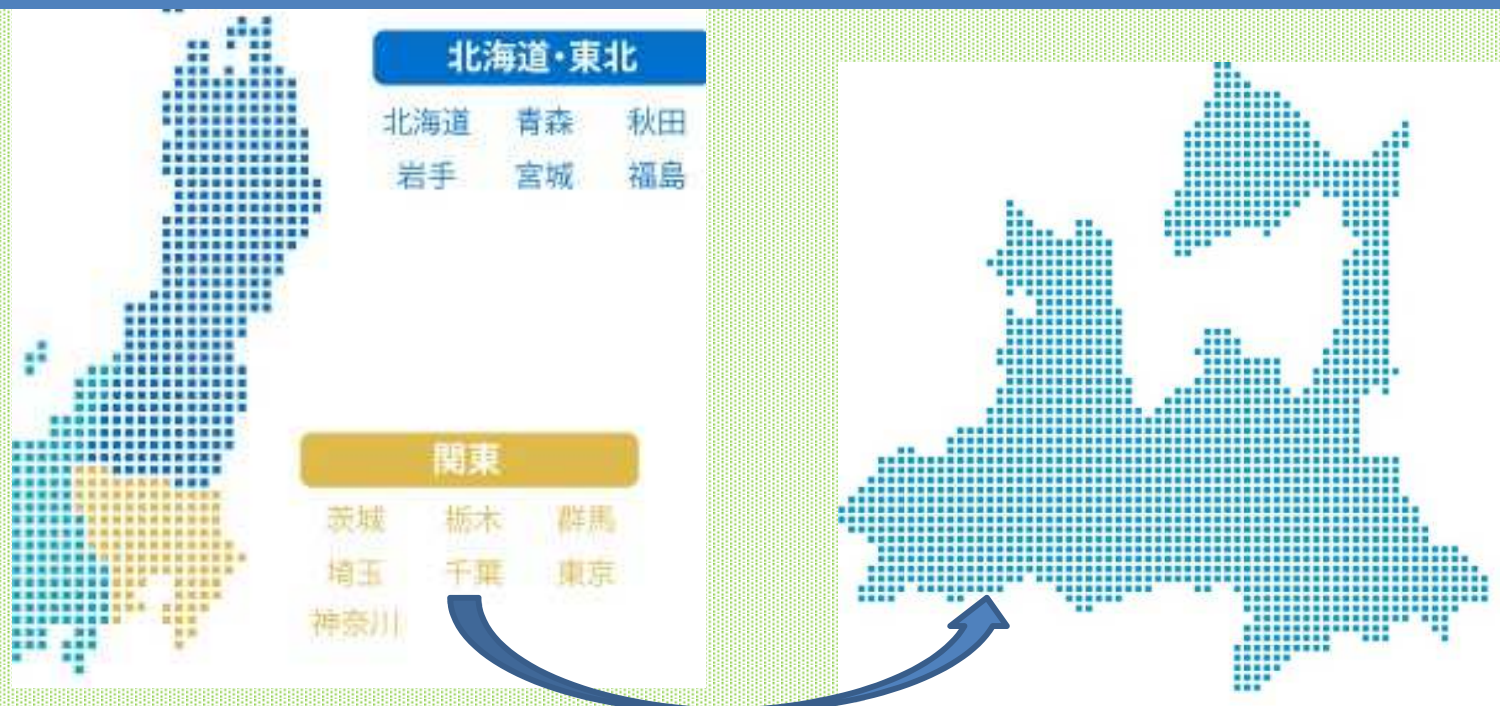 北海道・東北
北海道 青森 秋田
岩手 宮城 福島
関東
茨城 栃木 群馬
埼玉 千葉 東京
神奈川